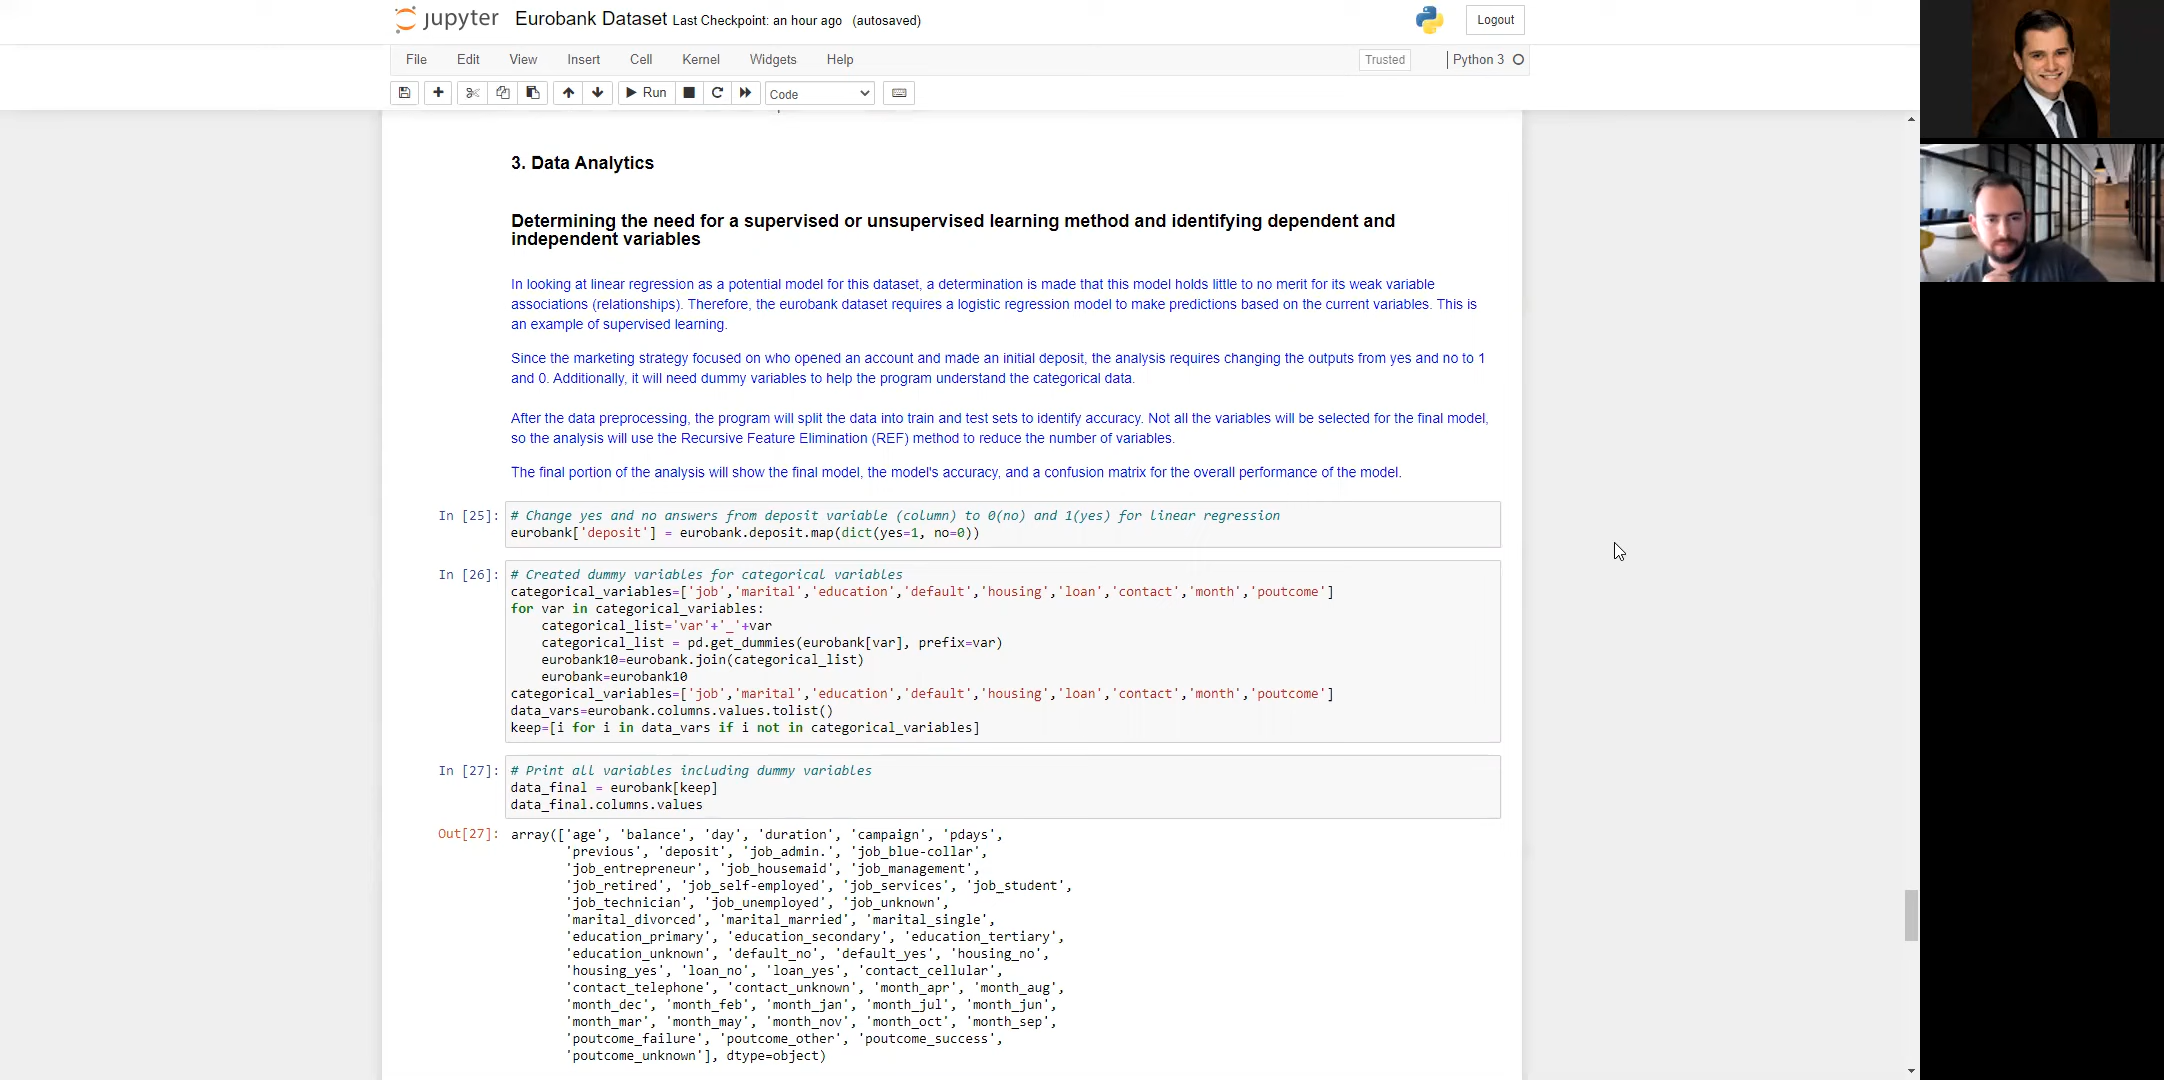 jupyter Eurobank Dataset Last Checkpoint: an hour ago (autosaved) Logout
File Edit View Insert Cell Kernel Widgets Help Trusted Python 3
Run Code
3. Data Analytics
Determining the need for a supervised or unsupervised learning method and identifying dependent and
independent variables
In looking at linear regression as a potential model for this dataset, a determination is made that this model holds little to no merit for its weak variable
associations (relationships). Therefore, the eurobank dataset requires a logistic regression model to make predictions based on the current variables. This is
an example of supervised learning.
Since the marketing strategy focused on who opened an account and made an initial deposit, the analysis requires changing the outputs from yes and no to 1
and 0. Additionally, it will need dummy variables to help the program understand the categorical data.
After the data preprocessing, the program will split the data into train and test sets to identify accuracy. Not all the variables will be selected for the final model,
so the analysis will use the Recursive Feature Elimination (REF) method to reduce the number of variables.
The final portion of the analysis will show the final model, the model's accuracy, and a confusion matrix for the overall performance of the model.
In [25]: # Change yes and no answers from deposit variable (column) to 0(no) and 1(yes) for linear regression
eurobank['deposit'] = eurobank.deposit.map(dict(yes=1, no=0))
In [26]: # Created dummy variables for categorical variables
categorical_variables=['job','marital','education','default','housing','loan','contact','month','poutcome']
for var in categorical_variables:
    categorical_list='var'+'_'+var
    categorical_list = pd.get_dummies(eurobank[var], prefix=var)
    eurobank10=eurobank.join(categorical_list)
    eurobank=eurobank10
categorical_variables=['job','marital','education','default','housing','loan','contact','month','poutcome']
data_vars=eurobank.columns.values.tolist()
keep=[i for i in data_vars if i not in categorical_variables]
In [27]: # Print all variables including dummy variables
data_final = eurobank[keep]
data_final.columns.values
Out[27]: array(['age', 'balance', 'day', 'duration', 'campaign', 'pdays',
'previous', 'deposit', 'job_admin.', 'job_blue-collar',
'job_entrepreneur', 'job_housemaid', 'job_management',
'job_retired', 'job_self-employed', 'job_services', 'job_student',
'job_technician', 'job_unemployed', 'job_unknown',
'marital_divorced', 'marital_married', 'marital_single',
'education_primary', 'education_secondary', 'education_tertiary',
'education_unknown', 'default_no', 'default_yes', 'housing_no',
'housing_yes', 'loan_no', 'loan_yes', 'contact_cellular',
'contact_telephone', 'contact_unknown', 'month_apr', 'month_aug',
'month_dec', 'month_feb', 'month_jan', 'month_jul', 'month_jun',
'month_mar', 'month_may', 'month_nov', 'month_oct', 'month_sep',
'poutcome_failure', 'poutcome_other', 'poutcome_success',
'poutcome_unknown'], dtype=object)